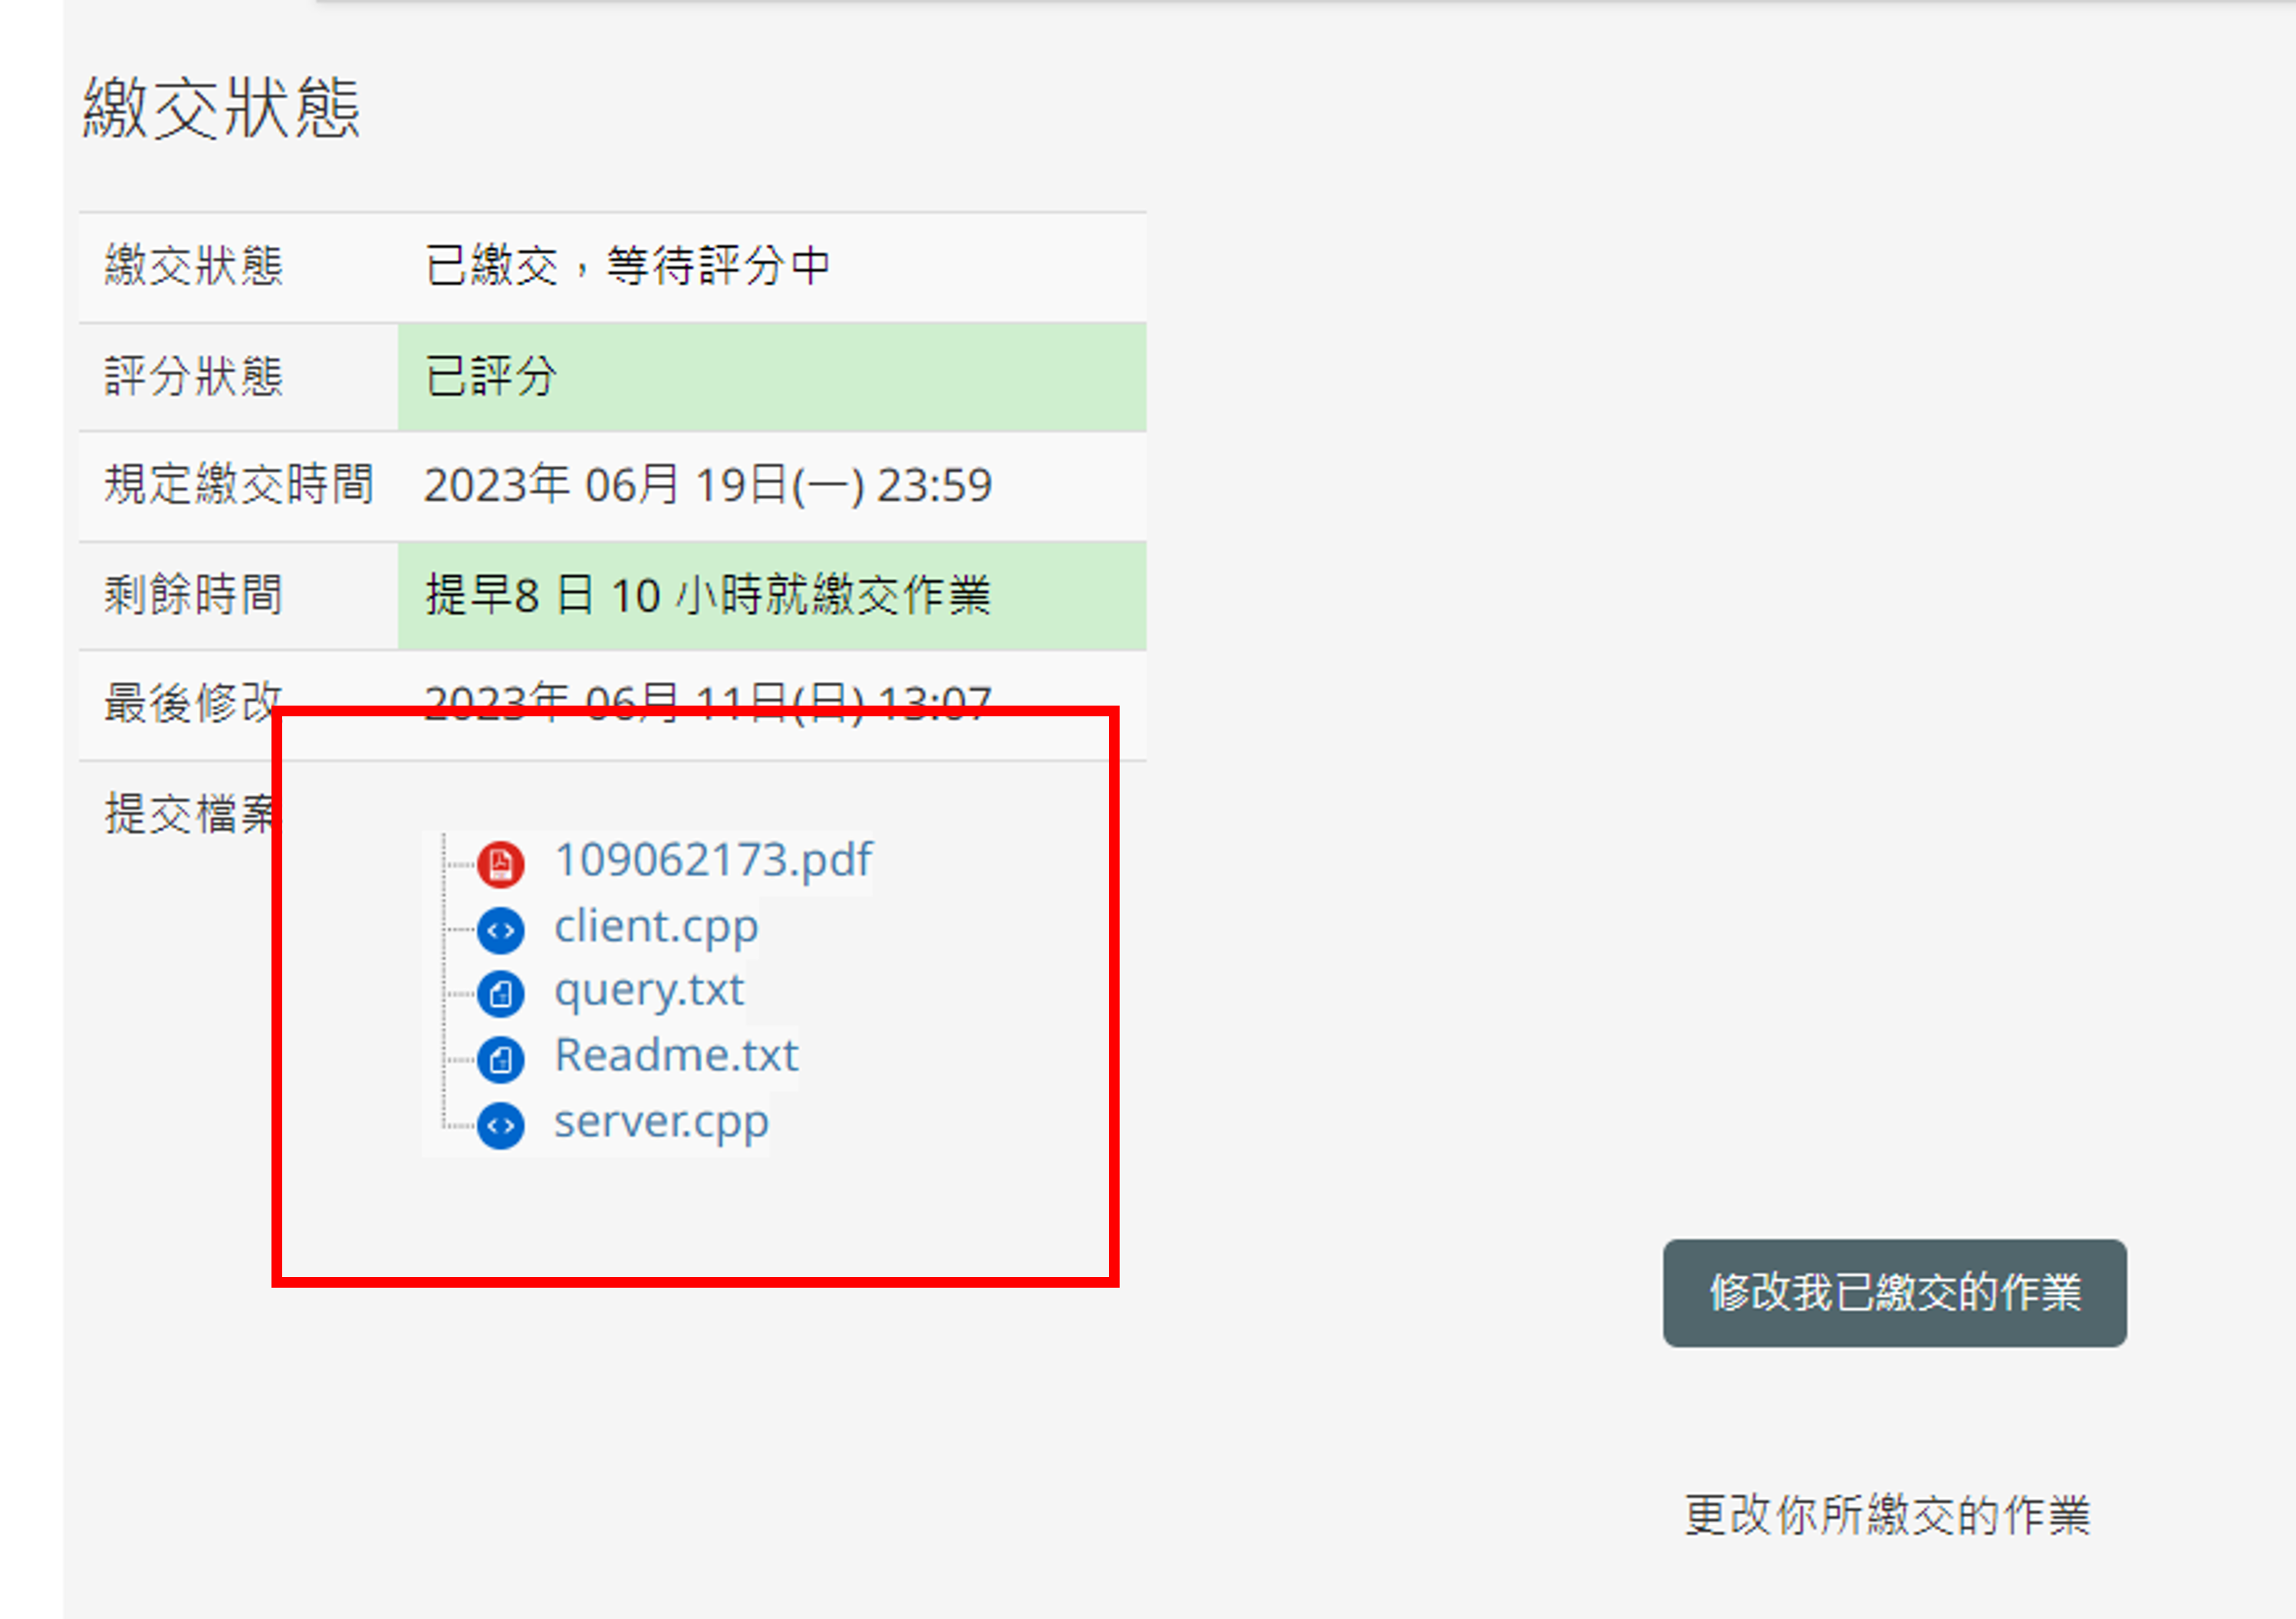 繳交狀態
繳交狀態 已繳交，等待評分中
評分狀態 已評分
規定繳交時間 2023年 06月 19日(一) 23:59
剩餘時間 提早8 日 10 小時就繳交作業
最後修改 2023年 06月 11日(日) 13:07
提交檔案
109062173.pdf
client.cpp
query.txt
Readme.txt
server.cpp
修改我已繳交的作業
更改你所繳交的作業